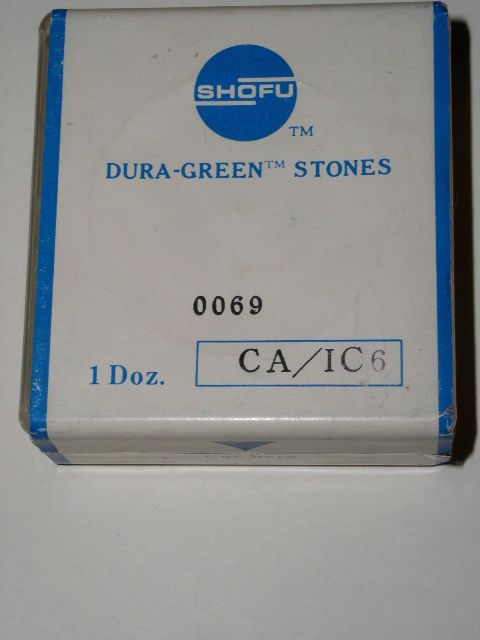 SHOFU
TM
DURA-GREEN™ STONES
0069
1 Doz.
CA/IC6